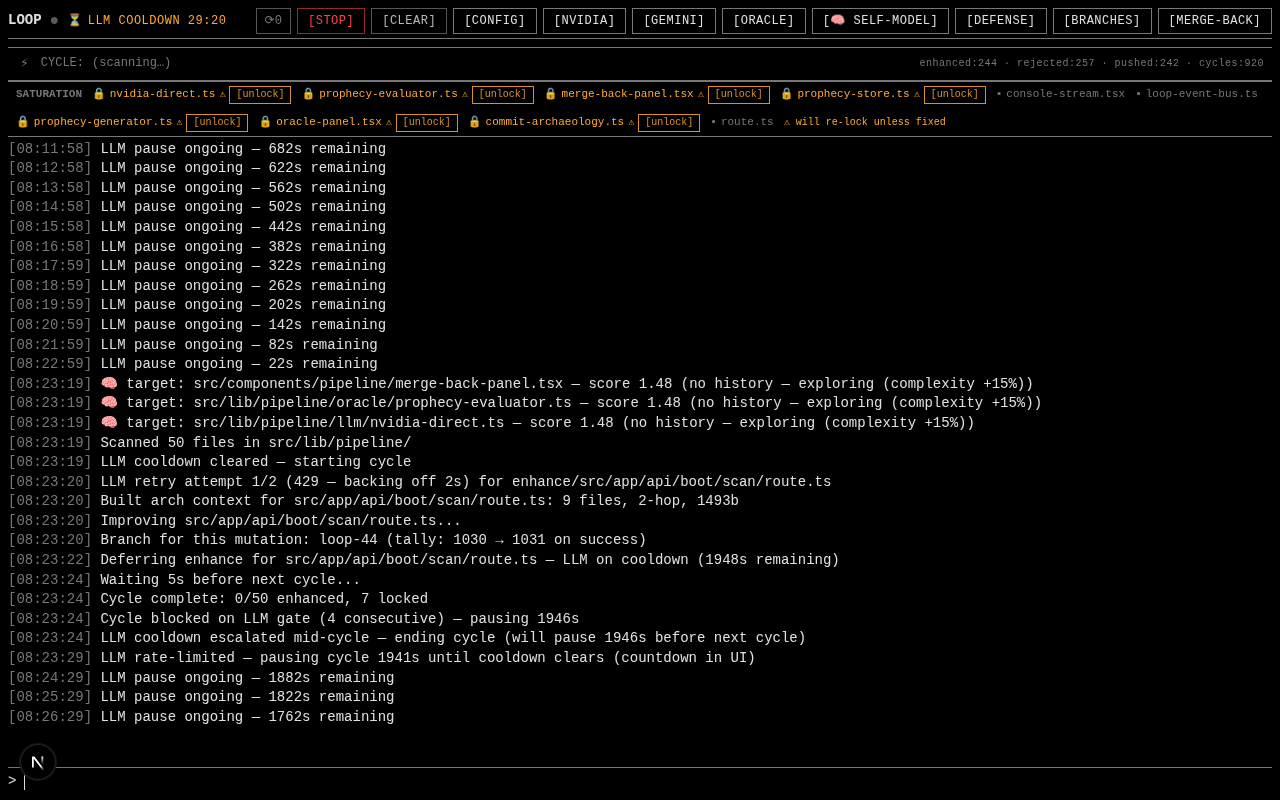 LOOP ● ⏳ LLM COOLDOWN 29:20 ⟳0 [STOP] [CLEAR] [CONFIG] [NVIDIA] [GEMINI] [ORACLE] [🧠 SELF-MODEL] [DEFENSE] [BRANCHES] [MERGE-BACK]
⚡ CYCLE: (scanning…) enhanced:244 · rejected:257 · pushed:242 · cycles:920
SATURATION 🔒 nvidia-direct.ts ⚠ [unlock] 🔒 prophecy-evaluator.ts ⚠ [unlock] 🔒 merge-back-panel.tsx ⚠ [unlock] 🔒 prophecy-store.ts ⚠ [unlock] ▪ console-stream.tsx ▪ loop-event-bus.ts
🔒 prophecy-generator.ts ⚠ [unlock] 🔒 oracle-panel.tsx ⚠ [unlock] 🔒 commit-archaeology.ts ⚠ [unlock] ▪ route.ts ⚠ will re-lock unless fixed
[08:11:58] LLM pause ongoing — 682s remaining
[08:12:58] LLM pause ongoing — 622s remaining
[08:13:58] LLM pause ongoing — 562s remaining
[08:14:58] LLM pause ongoing — 502s remaining
[08:15:58] LLM pause ongoing — 442s remaining
[08:16:58] LLM pause ongoing — 382s remaining
[08:17:59] LLM pause ongoing — 322s remaining
[08:18:59] LLM pause ongoing — 262s remaining
[08:19:59] LLM pause ongoing — 202s remaining
[08:20:59] LLM pause ongoing — 142s remaining
[08:21:59] LLM pause ongoing — 82s remaining
[08:22:59] LLM pause ongoing — 22s remaining
[08:23:19] 🧠 target: src/components/pipeline/merge-back-panel.tsx — score 1.48 (no history — exploring (complexity +15%))
[08:23:19] 🧠 target: src/lib/pipeline/oracle/prophecy-evaluator.ts — score 1.48 (no history — exploring (complexity +15%))
[08:23:19] 🧠 target: src/lib/pipeline/llm/nvidia-direct.ts — score 1.48 (no history — exploring (complexity +15%))
[08:23:19] Scanned 50 files in src/lib/pipeline/
[08:23:19] LLM cooldown cleared — starting cycle
[08:23:20] LLM retry attempt 1/2 (429 — backing off 2s) for enhance/src/app/api/boot/scan/route.ts
[08:23:20] Built arch context for src/app/api/boot/scan/route.ts: 9 files, 2-hop, 1493b
[08:23:20] Improving src/app/api/boot/scan/route.ts...
[08:23:20] Branch for this mutation: loop-44 (tally: 1030 → 1031 on success)
[08:23:22] Deferring enhance for src/app/api/boot/scan/route.ts — LLM on cooldown (1948s remaining)
[08:23:24] Waiting 5s before next cycle...
[08:23:24] Cycle complete: 0/50 enhanced, 7 locked
[08:23:24] Cycle blocked on LLM gate (4 consecutive) — pausing 1946s
[08:23:24] LLM cooldown escalated mid-cycle — ending cycle (will pause 1946s before next cycle)
[08:23:29] LLM rate-limited — pausing cycle 1941s until cooldown clears (countdown in UI)
[08:24:29] LLM pause ongoing — 1882s remaining
[08:25:29] LLM pause ongoing — 1822s remaining
[08:26:29] LLM pause ongoing — 1762s remaining
N
>